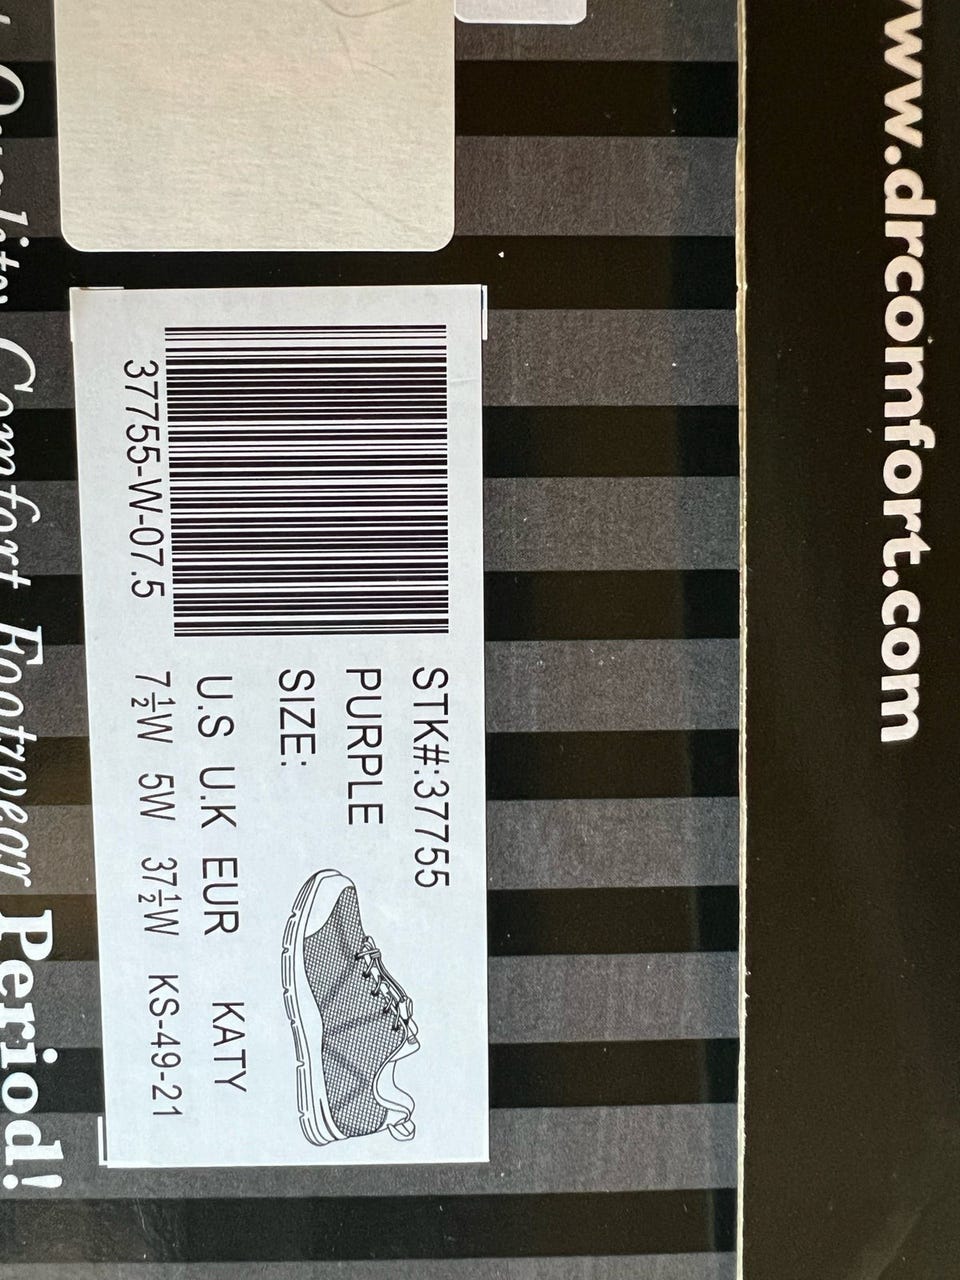 www.drcomfort.com
STK#:37755
PURPLE
SIZE:
U.S U.K EUR KATY
7½W 5W 37½W KS-49-21
37755-W-07.5
Quality Comfort Footwear Period!